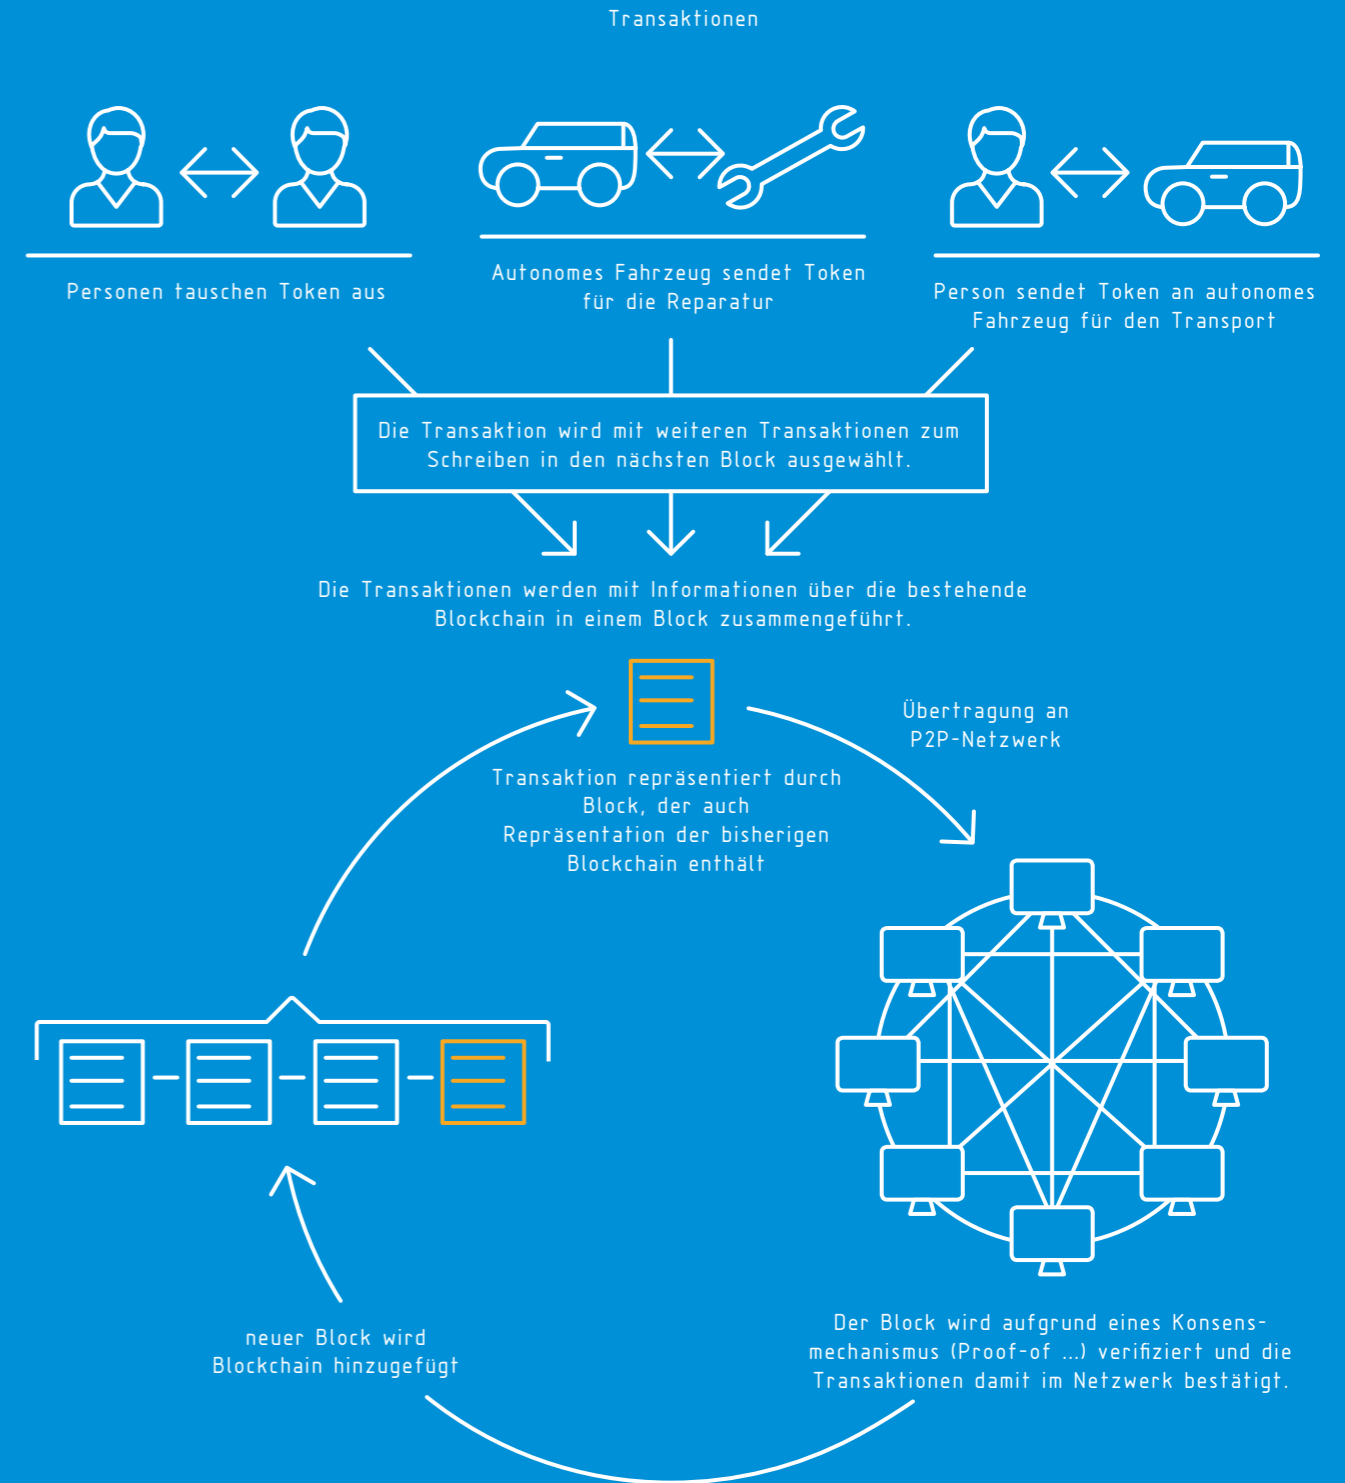 Transaktionen
Personen tauschen Token aus
Autonomes Fahrzeug sendet Token
für die Reparatur
Person sendet Token an autonomes
Fahrzeug für den Transport
Die Transaktion wird mit weiteren Transaktionen zum
Schreiben in den nächsten Block ausgewählt.
Die Transaktionen werden mit Informationen über die bestehende
Blockchain in einem Block zusammengeführt.
Übertragung an
P2P-Netzwerk
Transaktion repräsentiert durch
Block, der auch
Repräsentation der bisherigen
Blockchain enthält
Der Block wird aufgrund eines Konsens-
mechanismus (Proof-of ...) verifiziert und die
Transaktionen damit im Netzwerk bestätigt.
neuer Block wird
Blockchain hinzugefügt